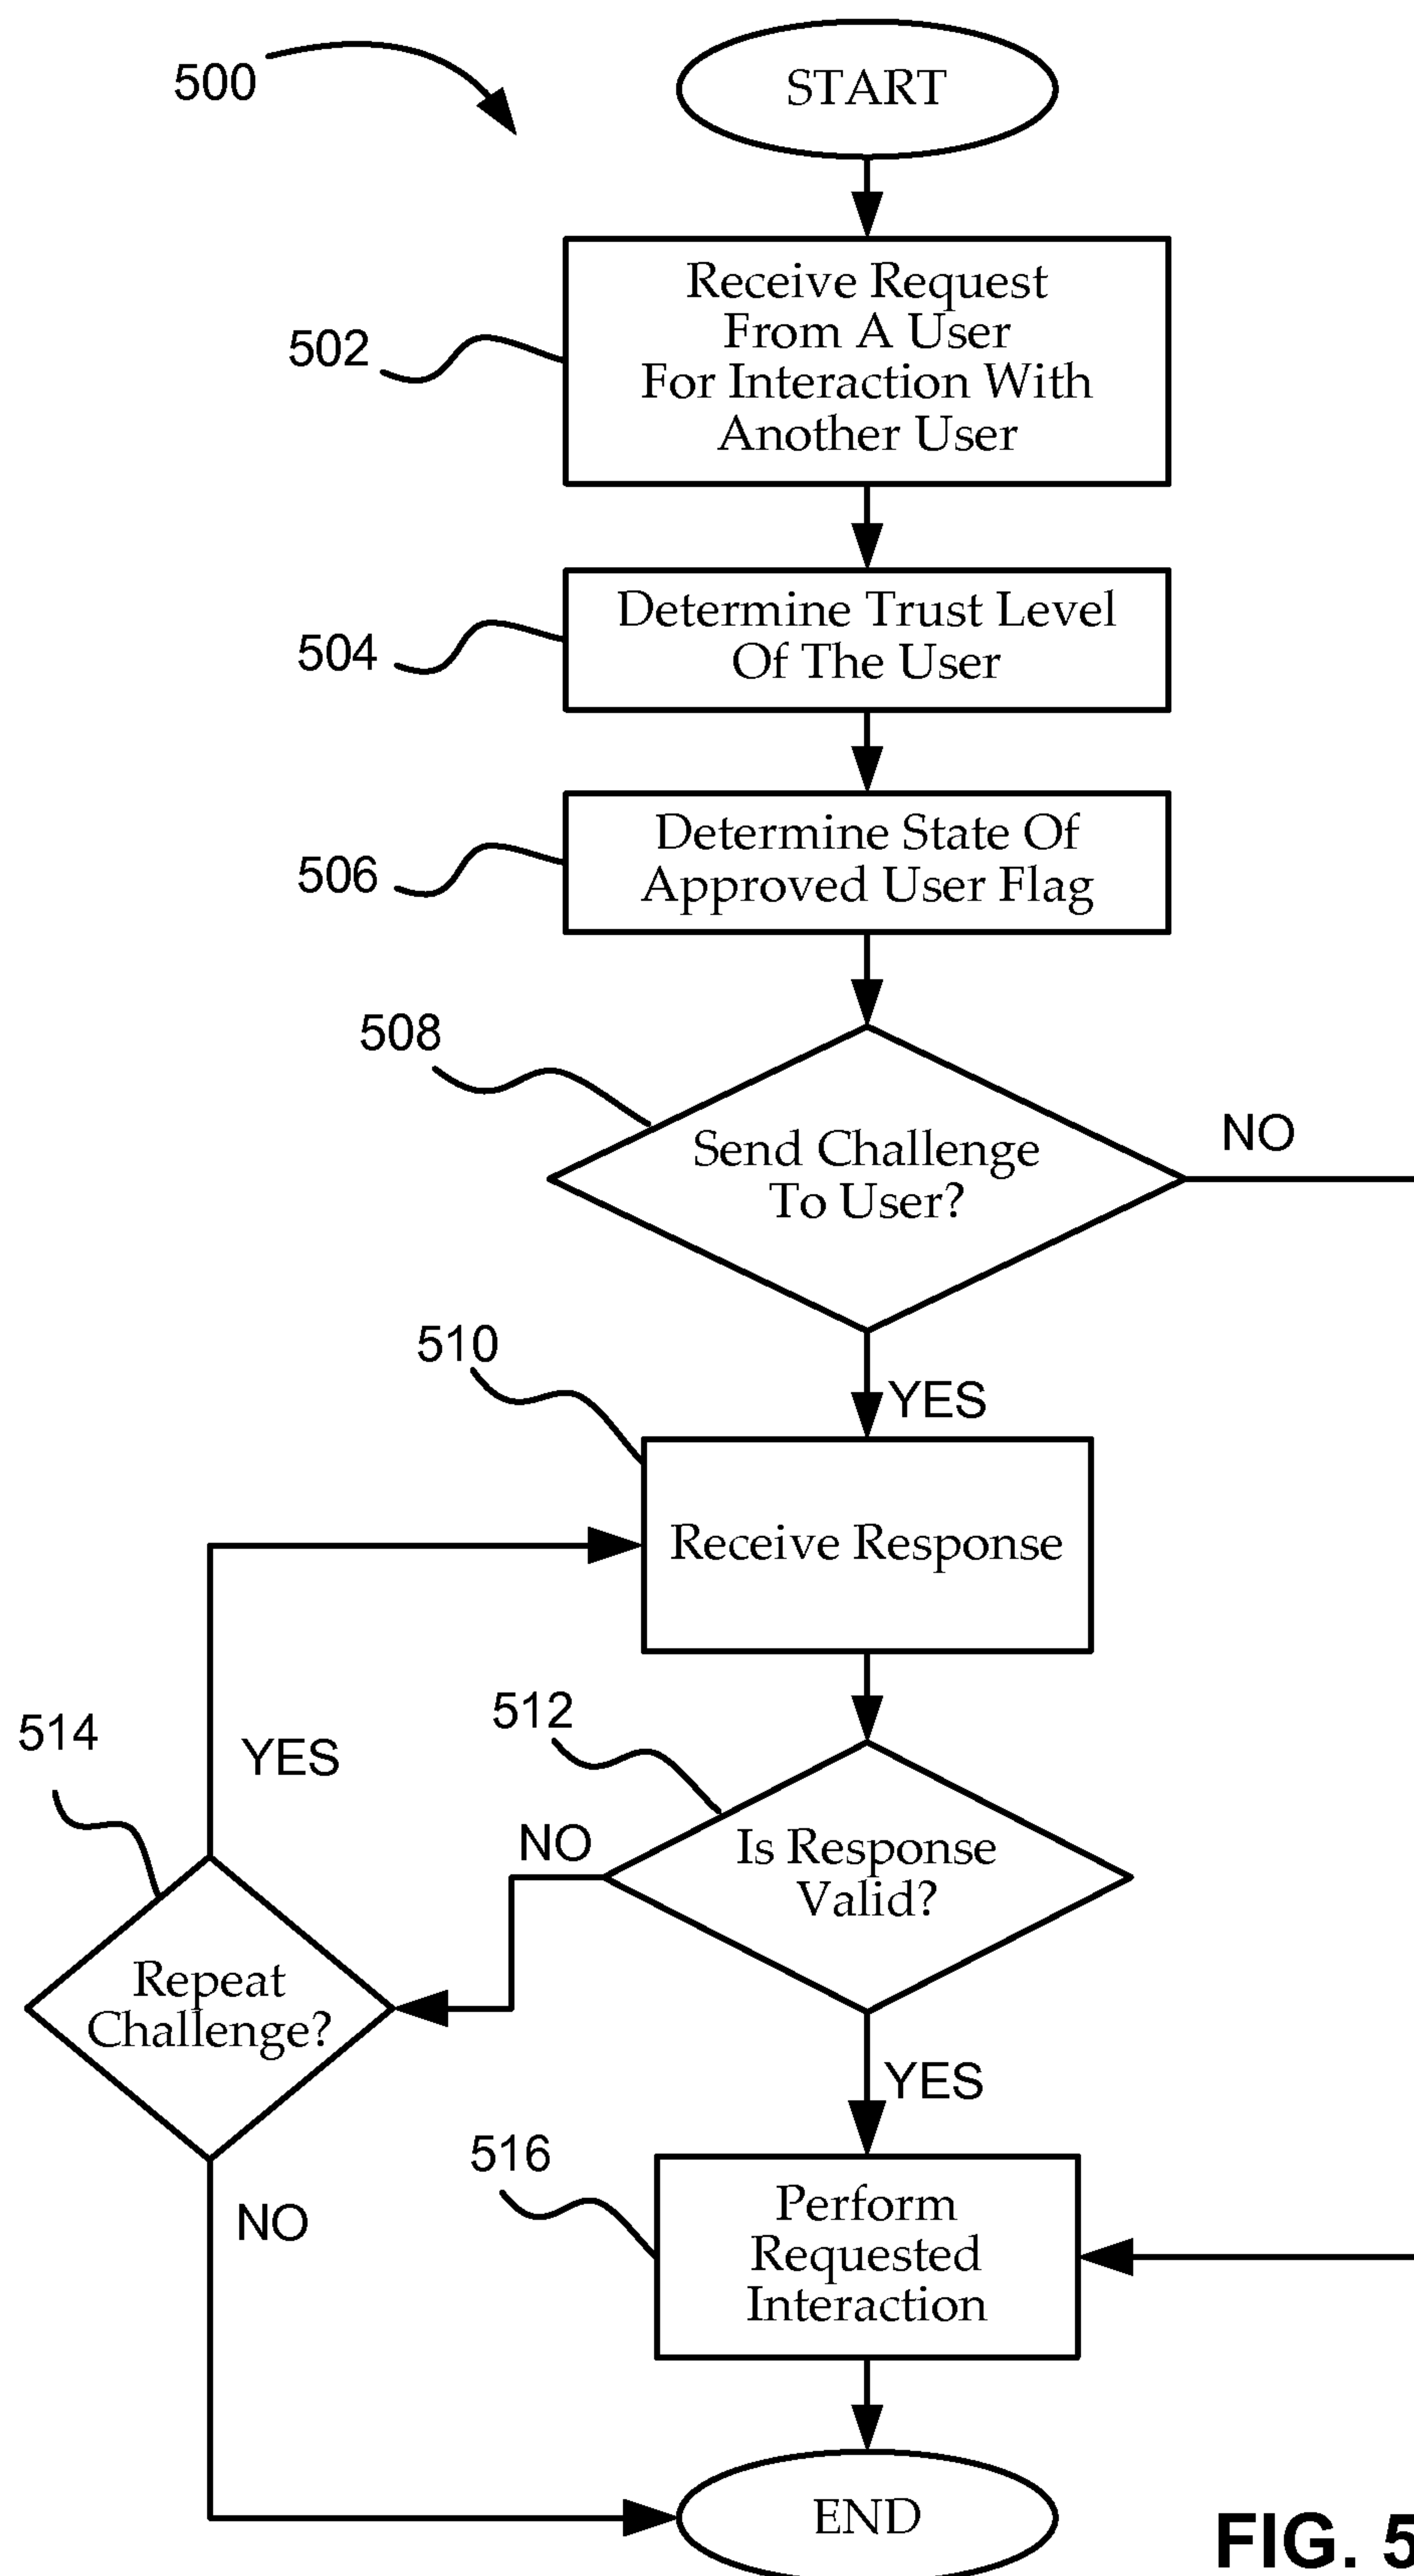 500
START
502
Receive Request
From A User
For Interaction With
Another User
504
Determine Trust Level
Of The User
506
Determine State Of
Approved User Flag
508
Send Challenge
To User?
NO
510
YES
Receive Response
514
YES
512
NO
Is Response
Valid?
Repeat
Challenge?
YES
516
NO
Perform
Requested
Interaction
END
FIG. 5